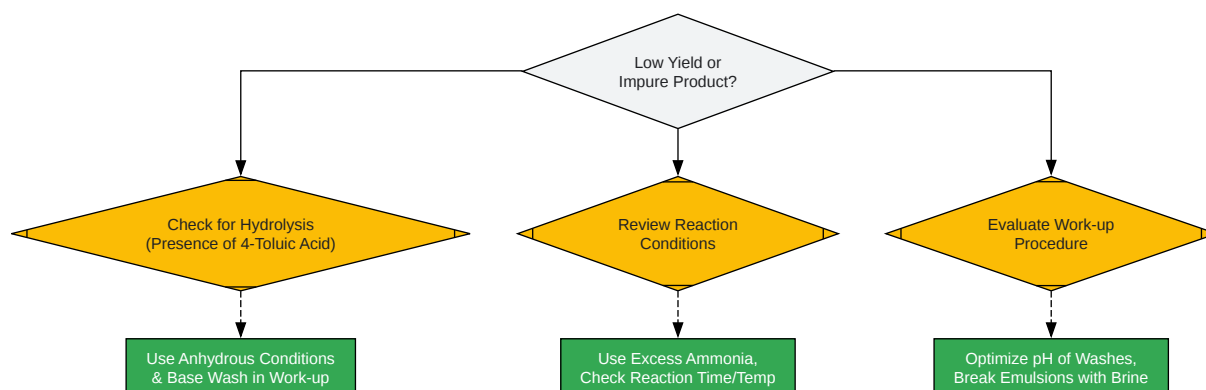 Low Yield or
Impure Product?
Check for Hydrolysis
(Presence of 4-Toluic Acid)
Review Reaction
Conditions
Evaluate Work-up
Procedure
Use Anhydrous Conditions
& Base Wash in Work-up
Use Excess Ammonia,
Check Reaction Time/Temp
Optimize pH of Washes,
Break Emulsions with Brine